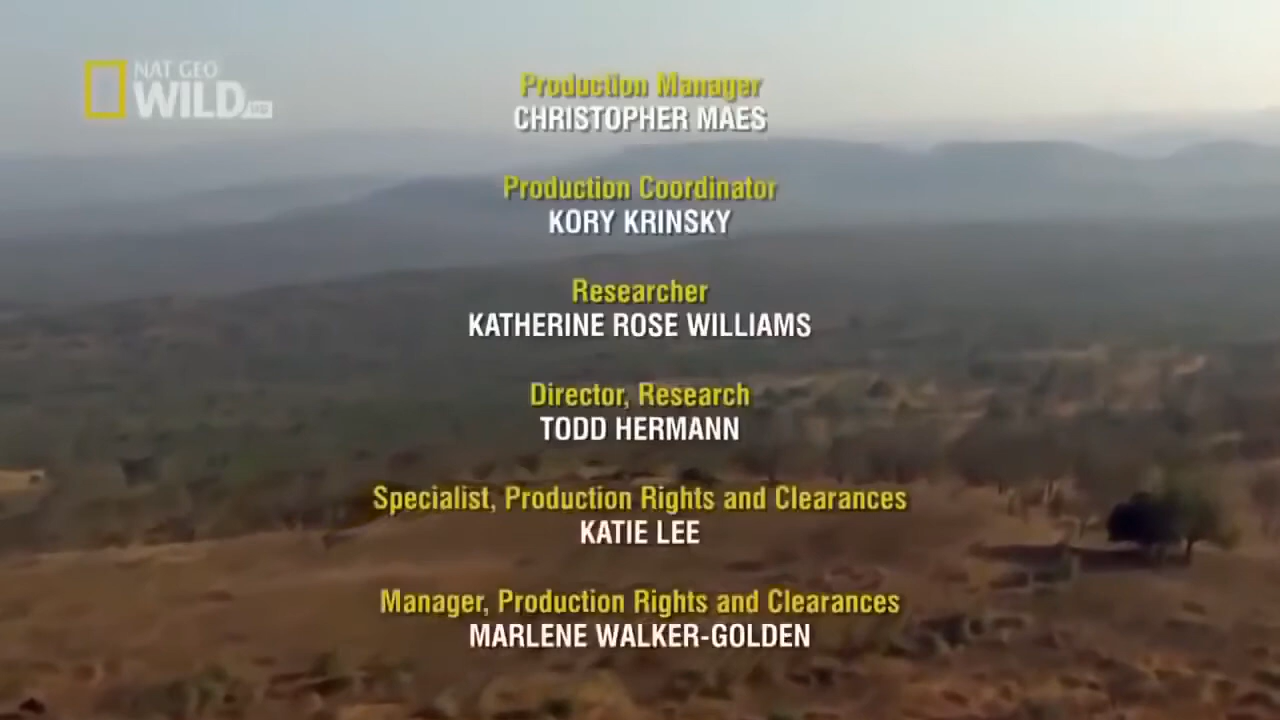 NAT GEO
WILD HD
Production Manager
CHRISTOPHER MAES
Production Coordinator
KORY KRINSKY
Researcher
KATHERINE ROSE WILLIAMS
Director, Research
TODD HERMANN
Specialist, Production Rights and Clearances
KATIE LEE
Manager, Production Rights and Clearances
MARLENE WALKER-GOLDEN